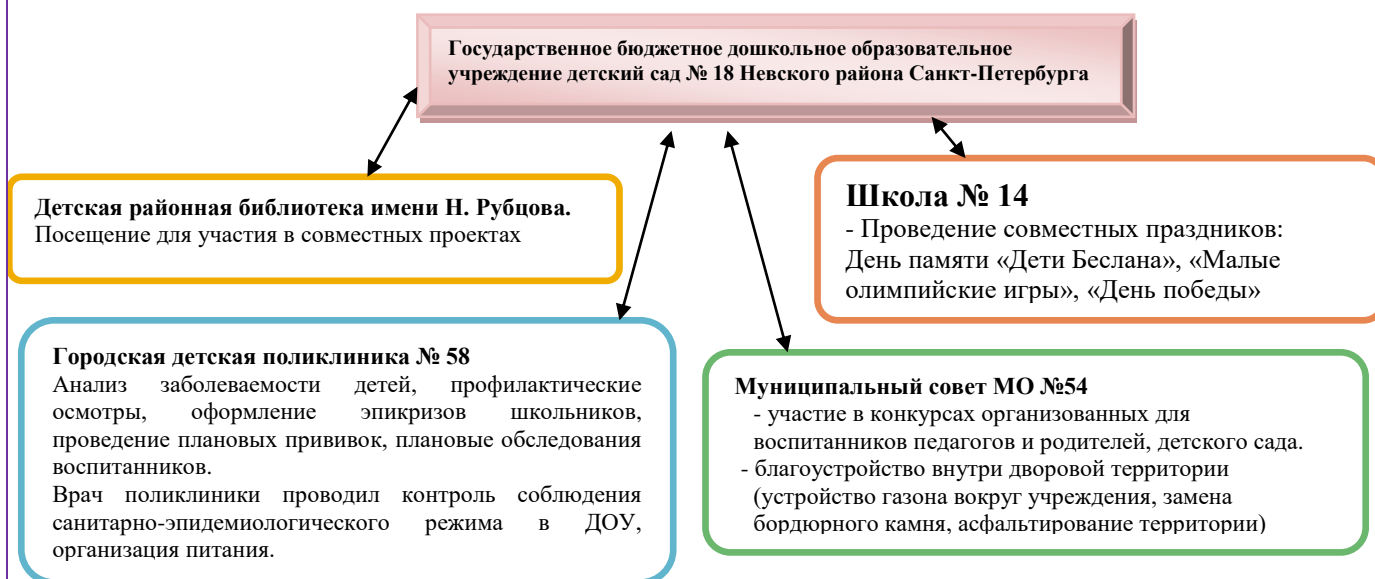 Государственное бюджетное дошкольное образовательное
учреждение детский сад № 18 Невского района Санкт-Петербурга
Детская районная библиотека имени Н. Рубцова.
Посещение для участия в совместных проектах
Школа № 14
- Проведение совместных праздников:
День памяти «Дети Беслана», «Малые
олимпийские игры», «День победы»
Городская детская поликлиника № 58
Анализ заболеваемости детей, профилактические
осмотры, оформление эпикризов школьников,
проведение плановых прививок, плановые обследования
воспитанников.
Врач поликлиники проводил контроль соблюдения
санитарно-эпидемиологического режима в ДОУ,
организация питания.
Муниципальный совет МО №54
- участие в конкурсах организованных для
воспитанников педагогов и родителей, детского сада.
- благоустройство внутри дворовой территории
(устройство газона вокруг учреждения, замена
бордюрного камня, асфальтирование территории)